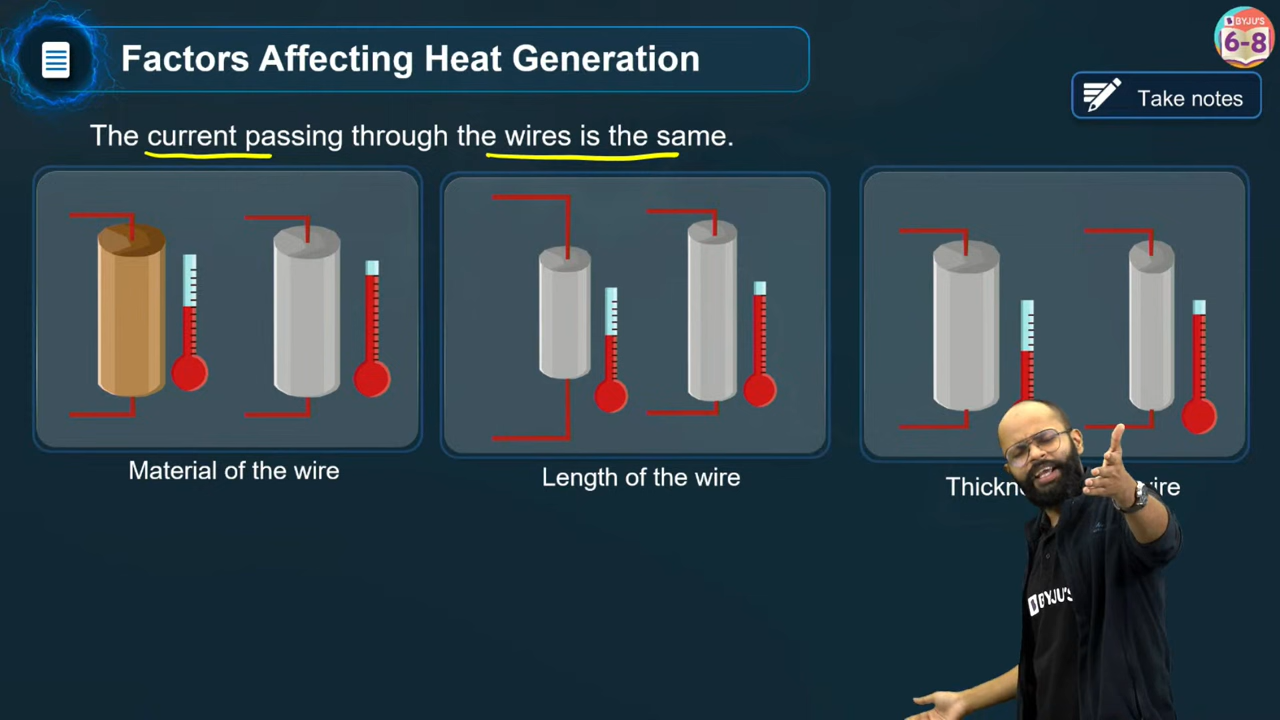 Factors Affecting Heat Generation
BYJU'S
6-8
Take notes
The current passing through the wires is the same.
Material of the wire
Length of the wire
BYJU'S